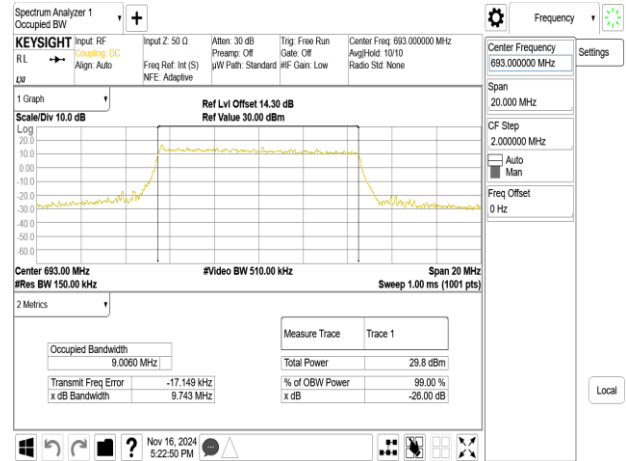 Spectrum Analyzer 1
Occupied BW
+
Frequency
KEYSIGHT
RL
LXI
Input: RF
Coupling: DC
Align: Auto
Input Z: 50 Ω
Freq Ref: Int (S)
NFE: Adaptive
Atten: 30 dB
Preamp: Off
µW Path: Standard
Trig: Free Run
Gate: Off
#IF Gain: Low
Center Freq: 693.000000 MHz
Avg|Hold: 10/10
Radio Std: None
Center Frequency
693.000000 MHz
Settings
Span
20.000 MHz
CF Step
2.000000 MHz
Auto
Man
Freq Offset
0 Hz
Local
1 Graph
Scale/Div 10.0 dB
Ref Lvl Offset 14.30 dB
Ref Value 30.00 dBm
Log
20.0
10.0
0.00
-10.0
-20.0
-30.0
-40.0
-50.0
-60.0
Center 693.00 MHz
#Res BW 150.00 kHz
#Video BW 510.00 kHz
Span 20 MHz
Sweep 1.00 ms (1001 pts)
2 Metrics
Measure Trace Trace 1
Occupied Bandwidth
9.0060 MHz
Total Power 29.8 dBm
Transmit Freq Error -17.149 kHz
% of OBW Power 99.00 %
x dB Bandwidth 9.743 MHz
x dB -26.00 dB
?
Nov 16, 2024
5:22:50 PM